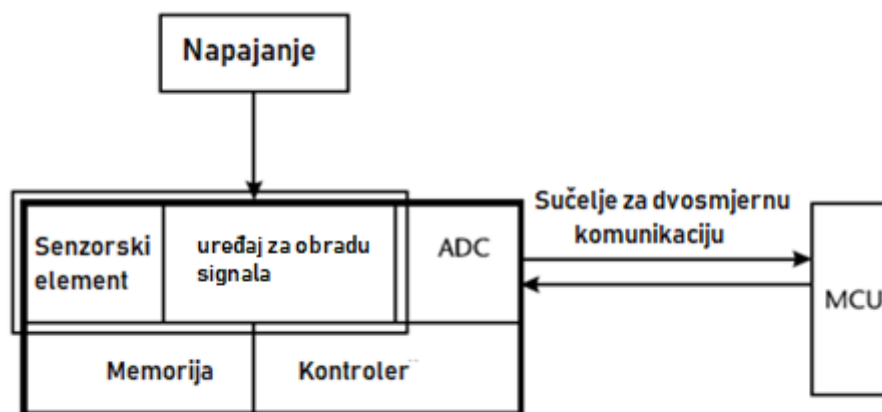 Napajanje
Sučelje za dvosmjernu
komunikaciju
Senzorski
element
uređaj za obradu
signala
ADC
MCU
Memorija
Kontroler